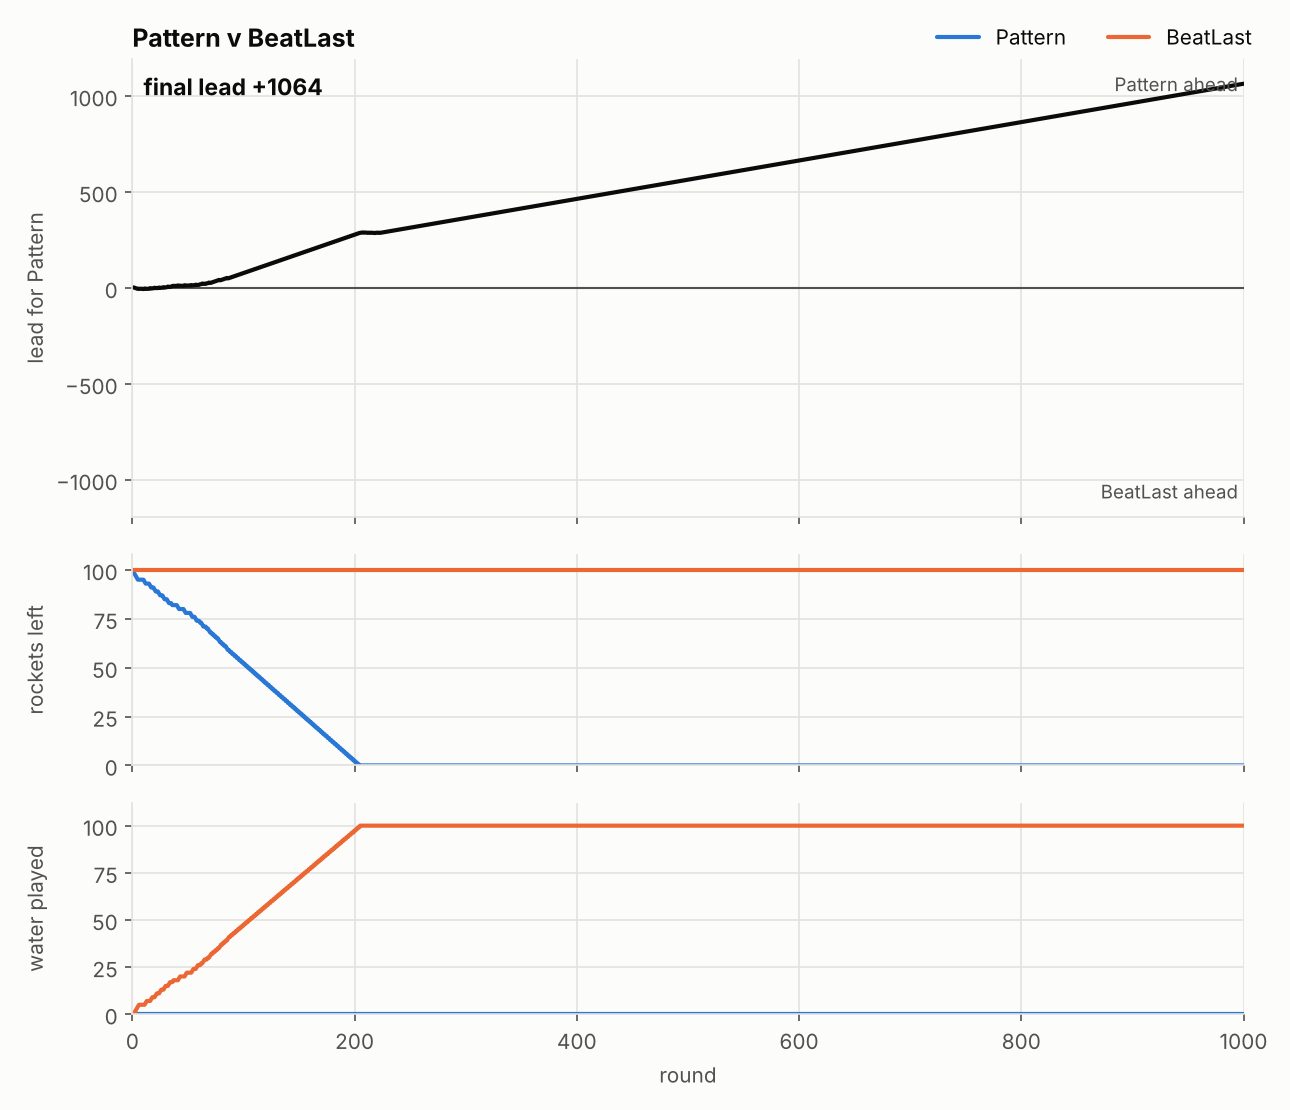 Pattern v BeatLast
Pattern
BeatLast
final lead +1064
Pattern ahead
1000
500
0
−500
−1000
lead for Pattern
BeatLast ahead
100
75
50
25
0
rockets left
100
75
50
25
0
water played
0 200 400 600 800 1000
round